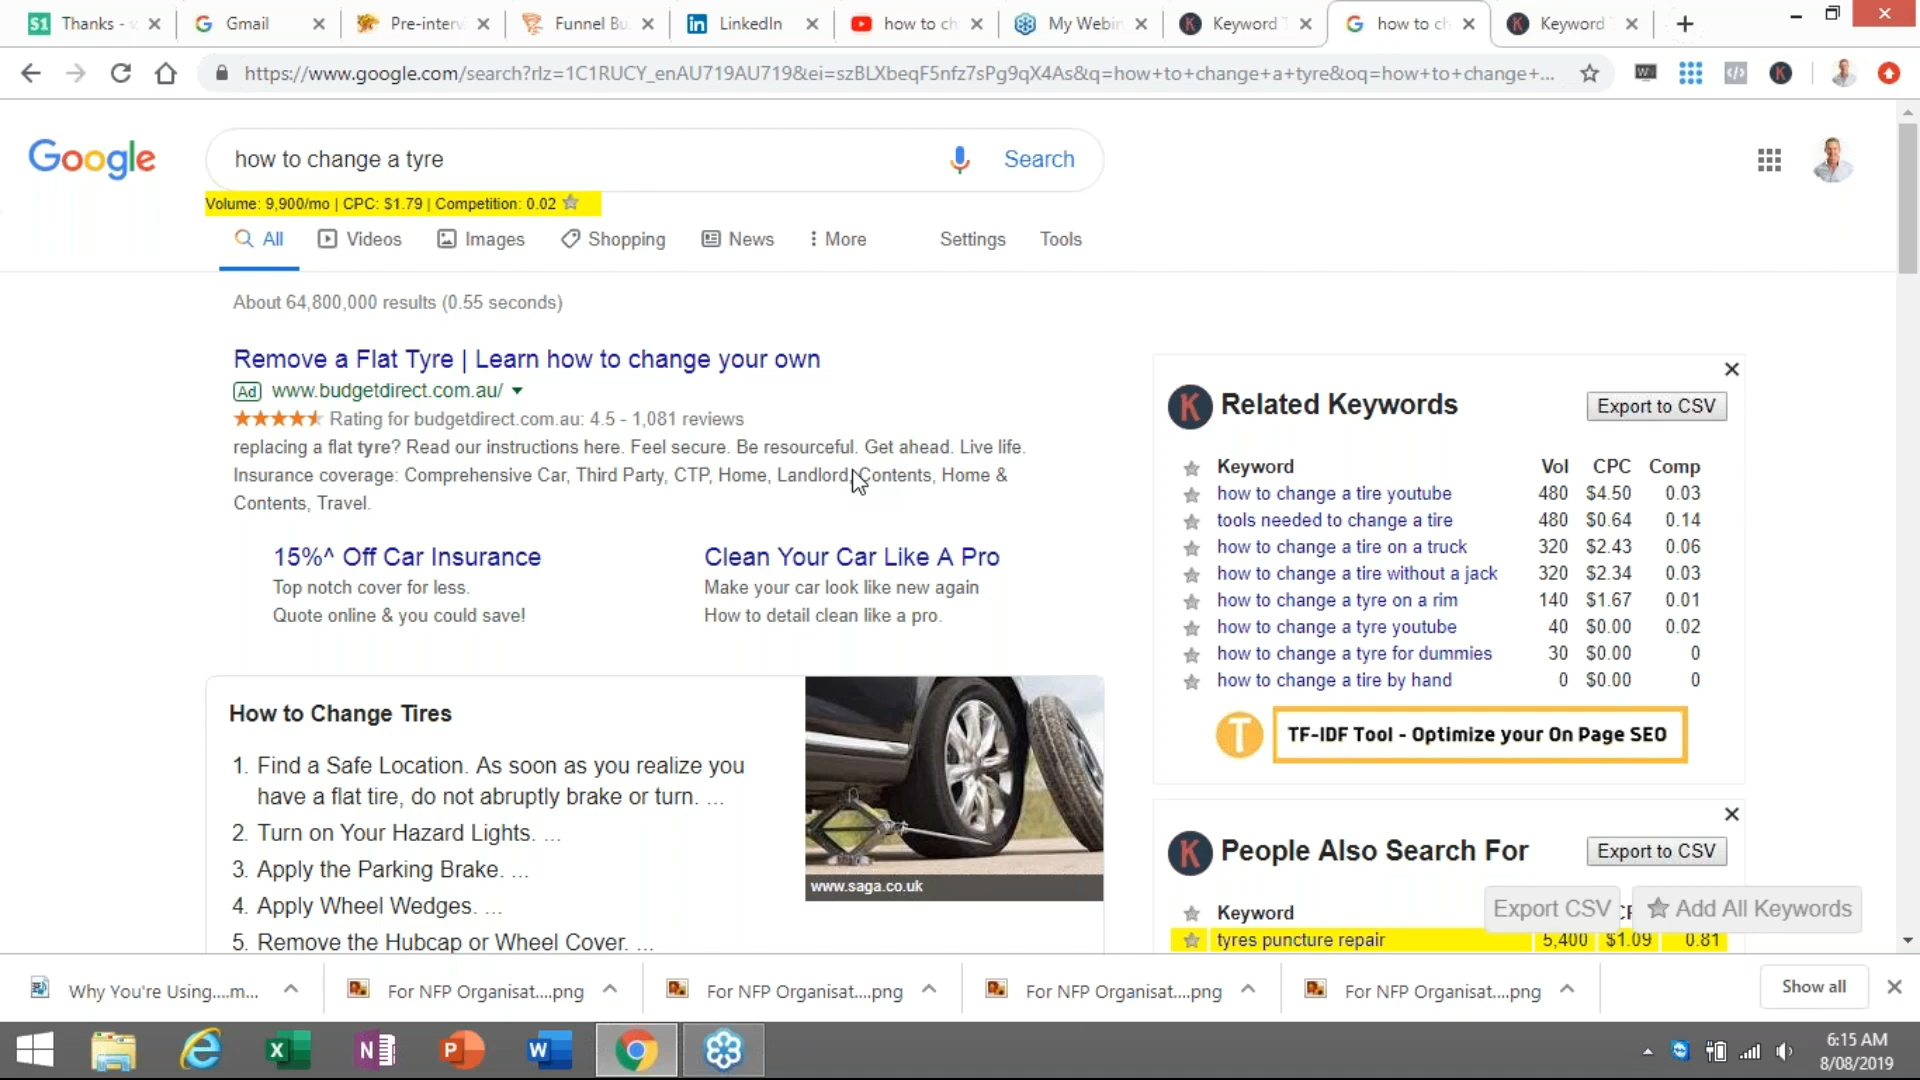 Thanks -
Gmail
Pre-interv
Funnel Bu
LinkedIn
how to ch
My Webin
Keyword
how to ch
Keyword
https://www.google.com/search?rlz=1C1RUCY_enAU719AU719&ei=szBLXbeqF5nfz7sPg9qX4As&q=how+to+change+a+tyre&oq=how+to+change+...
Google
how to change a tyre
Search
Volume: 9,900/mo | CPC: $1.79 | Competition: 0.02
All
Videos
Images
Shopping
News
More
Settings
Tools
About 64,800,000 results (0.55 seconds)
Remove a Flat Tyre | Learn how to change your own
Ad www.budgetdirect.com.au/
Rating for budgetdirect.com.au: 4.5 - 1,081 reviews
replacing a flat tyre? Read our instructions here. Feel secure. Be resourceful. Get ahead. Live life.
Insurance coverage: Comprehensive Car, Third Party, CTP, Home, Landlord, Contents, Home &
Contents, Travel.
15%^ Off Car Insurance
Top notch cover for less.
Quote online & you could save!
Clean Your Car Like A Pro
Make your car look like new again
How to detail clean like a pro.
How to Change Tires
1. Find a Safe Location. As soon as you realize you
have a flat tire, do not abruptly brake or turn. ...
2. Turn on Your Hazard Lights. ...
3. Apply the Parking Brake. ...
4. Apply Wheel Wedges. ...
5. Remove the Hubcap or Wheel Cover. ...
www.saga.co.uk
K Related Keywords
Export to CSV
Keyword Vol CPC Comp
how to change a tire youtube 480 $4.50 0.03
tools needed to change a tire 480 $0.64 0.14
how to change a tire on a truck 320 $2.43 0.06
how to change a tire without a jack 320 $2.34 0.03
how to change a tyre on a rim 140 $1.67 0.01
how to change a tyre youtube 40 $0.00 0.02
how to change a tyre for dummies 30 $0.00 0
how to change a tire by hand 0 $0.00 0
T TF-IDF Tool - Optimize your On Page SEO
K People Also Search For
Export to CSV
Keyword
Export CSV
Add All Keywords
tyres puncture repair 5,400 $1.09 0.81
Why You're Using....m...
For NFP Organisat....png
For NFP Organisat....png
For NFP Organisat....png
For NFP Organisat....png
Show all
6:15 AM
8/08/2019